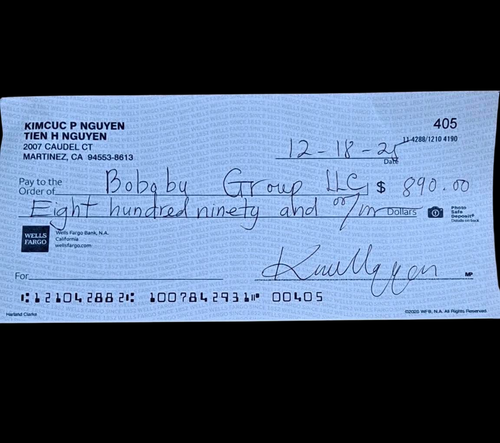 KIMCUC P NGUYEN
TIEN H NGUYEN
2007 CAUDEL CT
MARTINEZ, CA 94553-8613
405
11-4288/1210 4190
12-18-25
Date
Pay to the
Order of Bobaby Group LLC $ 890.00
Eight hundred ninety and 00/100 Dollars
Photo
Safe
Deposit®
Details on back
WELLS
FARGO
Wells Fargo Bank, N.A.
California
wellsfargo.com
For
MP
⑆121042882⑆ 1007842931⑈ 00405
Harland Clarke
©2020 WFB, N.A. All Rights Reserved.